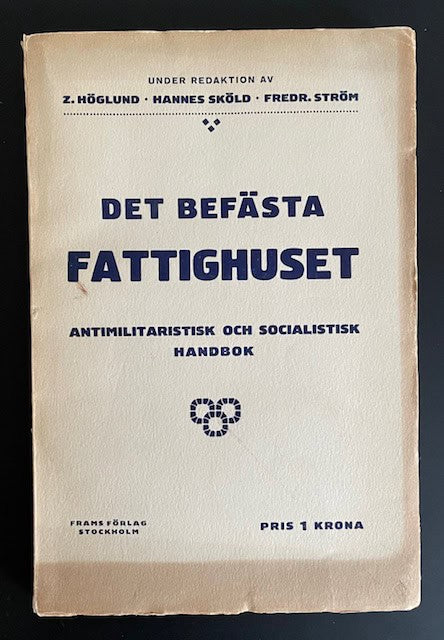 UNDER REDAKTION AV
Z. HÖGLUND · HANNES SKÖLD · FREDR. STRÖM
DET BEFÄSTA
FATTIGHUSET
ANTIMILITARISTISK OCH SOCIALISTISK
HANDBOK
FRAMS FÖRLAG
STOCKHOLM
PRIS 1 KRONA